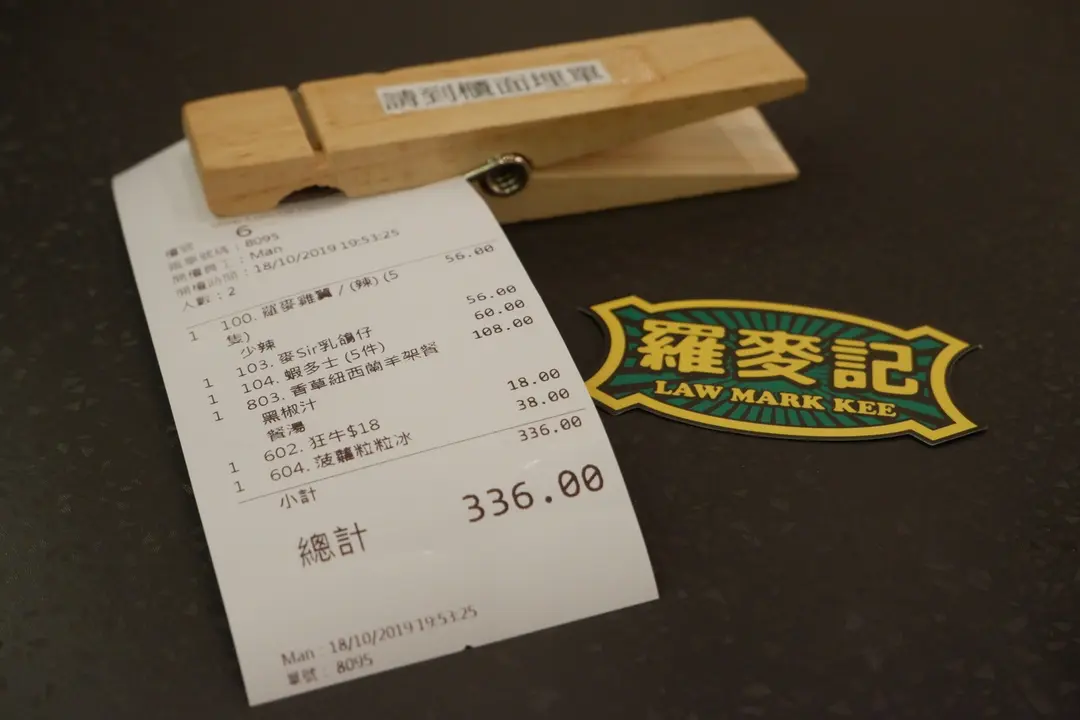 請到櫃面埋單
6
檯號
賬單號碼：8095
開檯員工：Man
開檯時間：18/10/2019 19:53:25
人數：2
1 100. 羅麥雞翼 / (辣) (5 56.00
隻)
少辣
1 103. 麥Sir乳鴿仔 56.00
1 104. 蝦多士 (5件) 60.00
1 803. 香草紐西蘭羊架餐 108.00
黑椒汁
餐湯
1 602. 狂牛$18 18.00
1 604. 菠蘿粒粒冰 38.00
小計 336.00
總計 336.00
Man : 18/10/2019 19:53:25
單號：8095
羅麥記
LAW MARK KEE